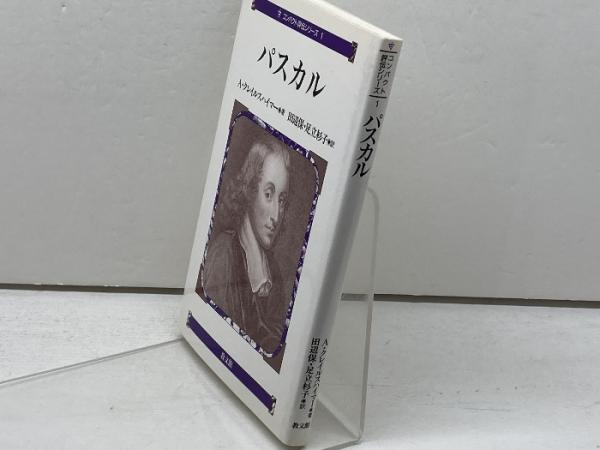 コンパクト評伝シリーズ 1
パスカル
A・クレイルスハイマー●著 田辺保・足立杉子●訳
教文館
コンパクト
評伝シリーズ
1
パスカル
A・クレイルスハイマー●著
田辺保・足立杉子●訳
教文館